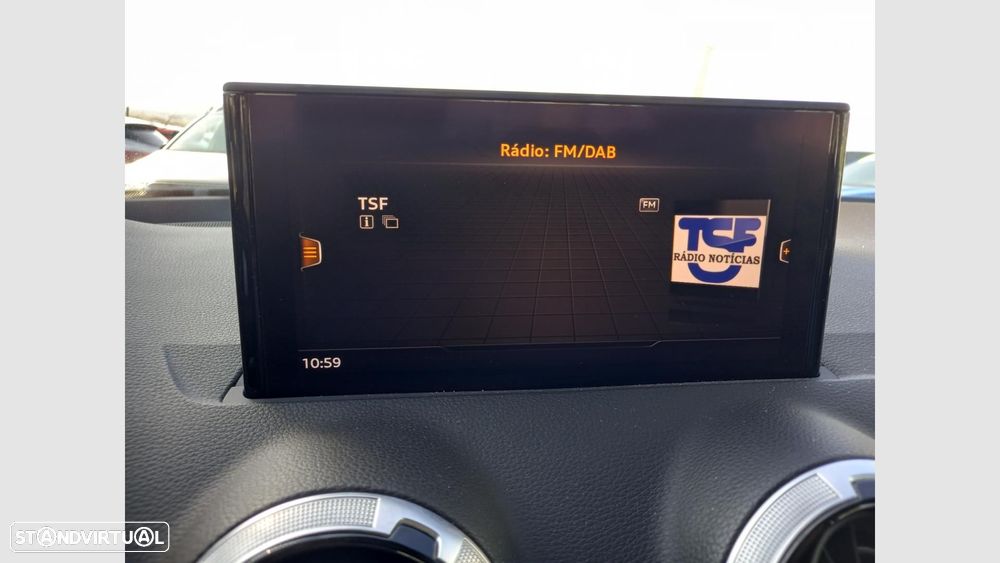 Rádio: FM/DAB
TSF
FM
TSF
RÁDIO NOTÍCIAS
10:59
STANDVIRTUAL